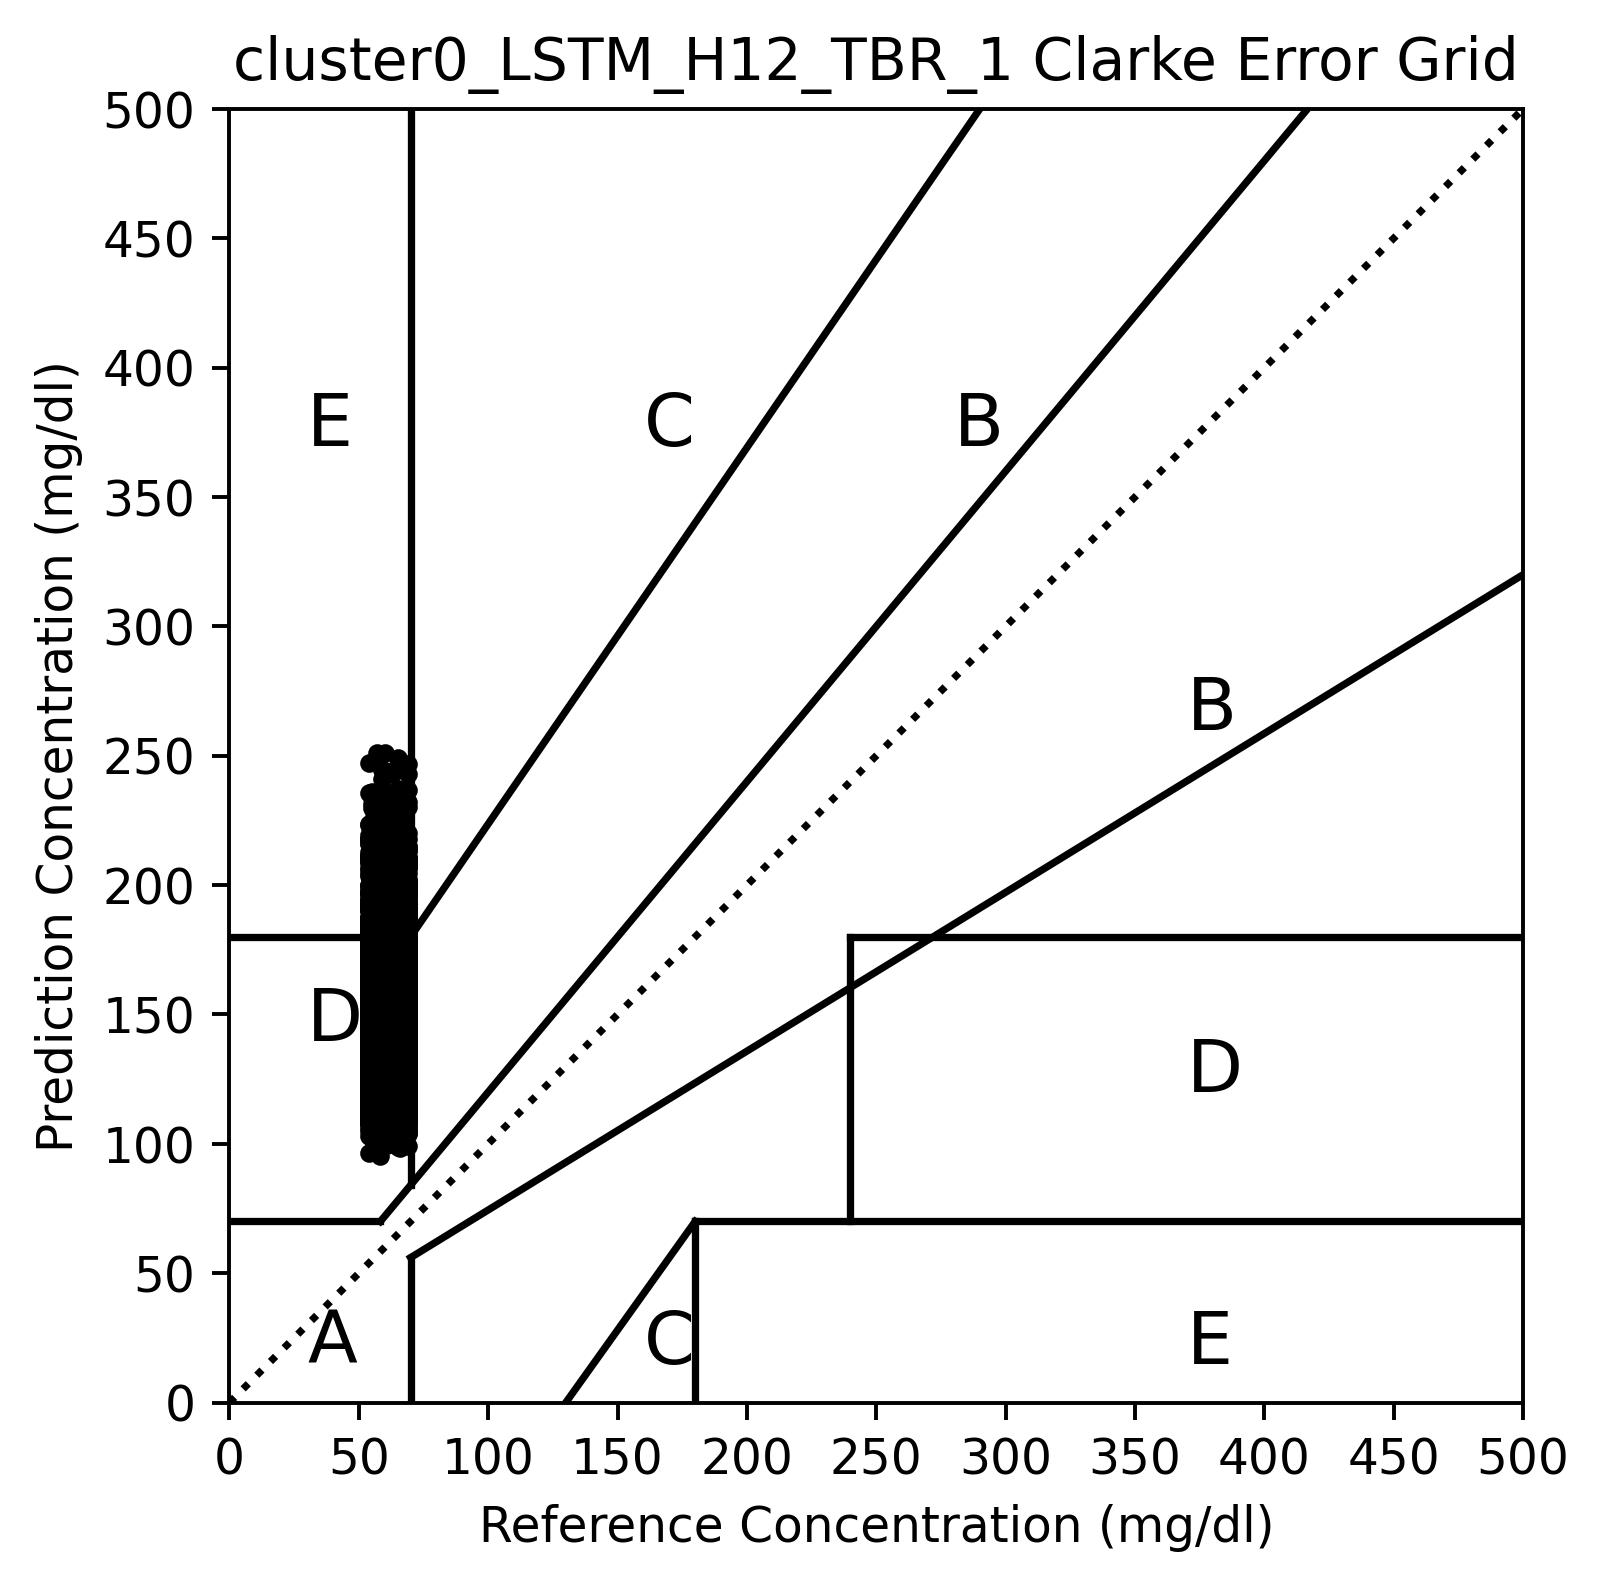 cluster0_LSTM_H12_TBR_1 Clarke Error Grid
500
450
400
350
300
250
200
150
100
50
0
Prediction Concentration (mg/dl)
E
C
B
B
D
D
A
C
E
0
50
100
150
200
250
300
350
400
450
500
Reference Concentration (mg/dl)